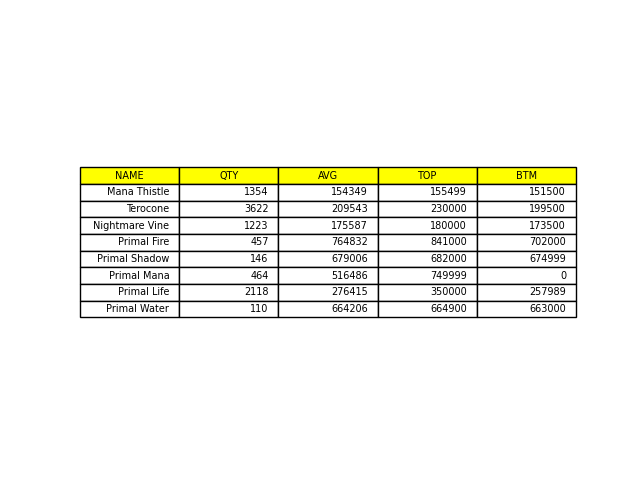 NAME QTY AVG TOP BTM
Mana Thistle 1354 154349 155499 151500
Terocone 3622 209543 230000 199500
Nightmare Vine 1223 175587 180000 173500
Primal Fire 457 764832 841000 702000
Primal Shadow 146 679006 682000 674999
Primal Mana 464 516486 749999 0
Primal Life 2118 276415 350000 257989
Primal Water 110 664206 664900 663000